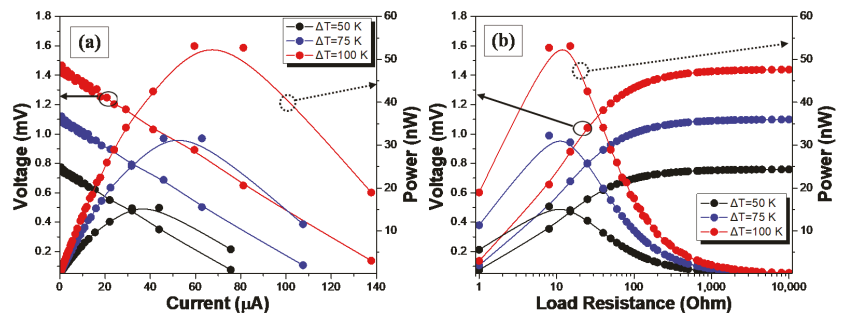 (a)
ΔT=50 K
ΔT=75 K
ΔT=100 K
Voltage (mV)
1.8
1.6
1.4
1.2
1.0
0.8
0.6
0.4
0.2
0 20 40 60 80 100 120 140
Current (μA)
60
50
40
30
20
10
0
Power (nW)
(b)
ΔT=50 K
ΔT=75 K
ΔT=100 K
Voltage (mV)
1.8
1.6
1.4
1.2
1.0
0.8
0.6
0.4
0.2
1 10 100 1,000 10,000
Load Resistance (Ohm)
60
50
40
30
20
10
0
Power (nW)